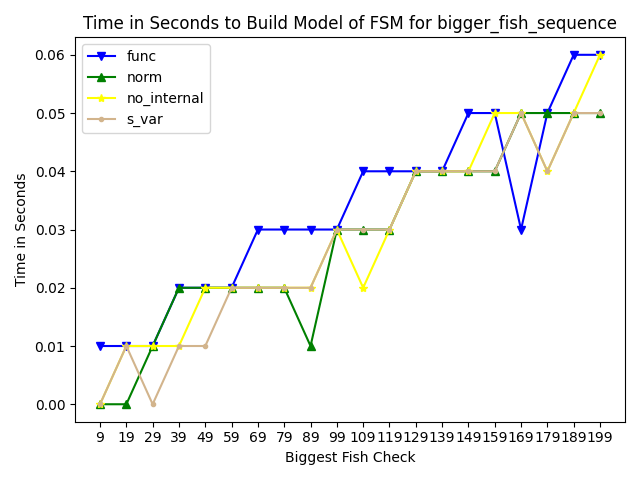 Time in Seconds to Build Model of FSM for bigger_fish_sequence
func
norm
no_internal
s_var
Time in Seconds
0.06
0.05
0.04
0.03
0.02
0.01
0.00
9 19 29 39 49 59 69 79 89 99 109 119 129 139 149 159 169 179 189 199
Biggest Fish Check